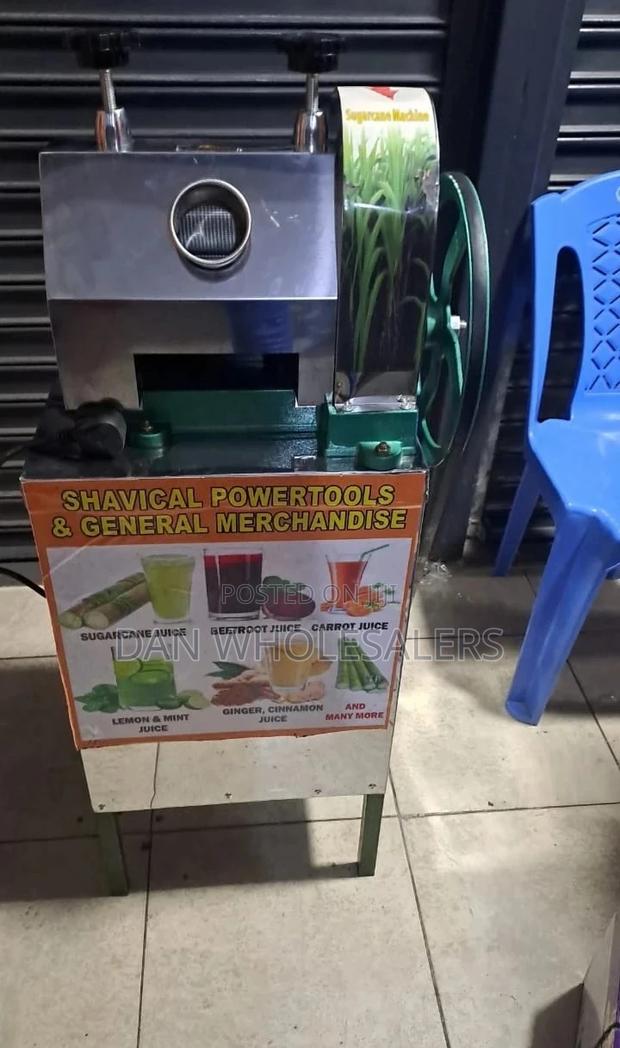 Sugarcane Machine
SHAVICAL POWERTOOLS
& GENERAL MERCHANDISE
POSTED ON
SUGARCANE JUICE
BEETROOT JUICE
CARROT JUICE
DAN WHOLESALERS
LEMON & MINT
JUICE
GINGER, CINNAMON
JUICE
AND
MANY MORE